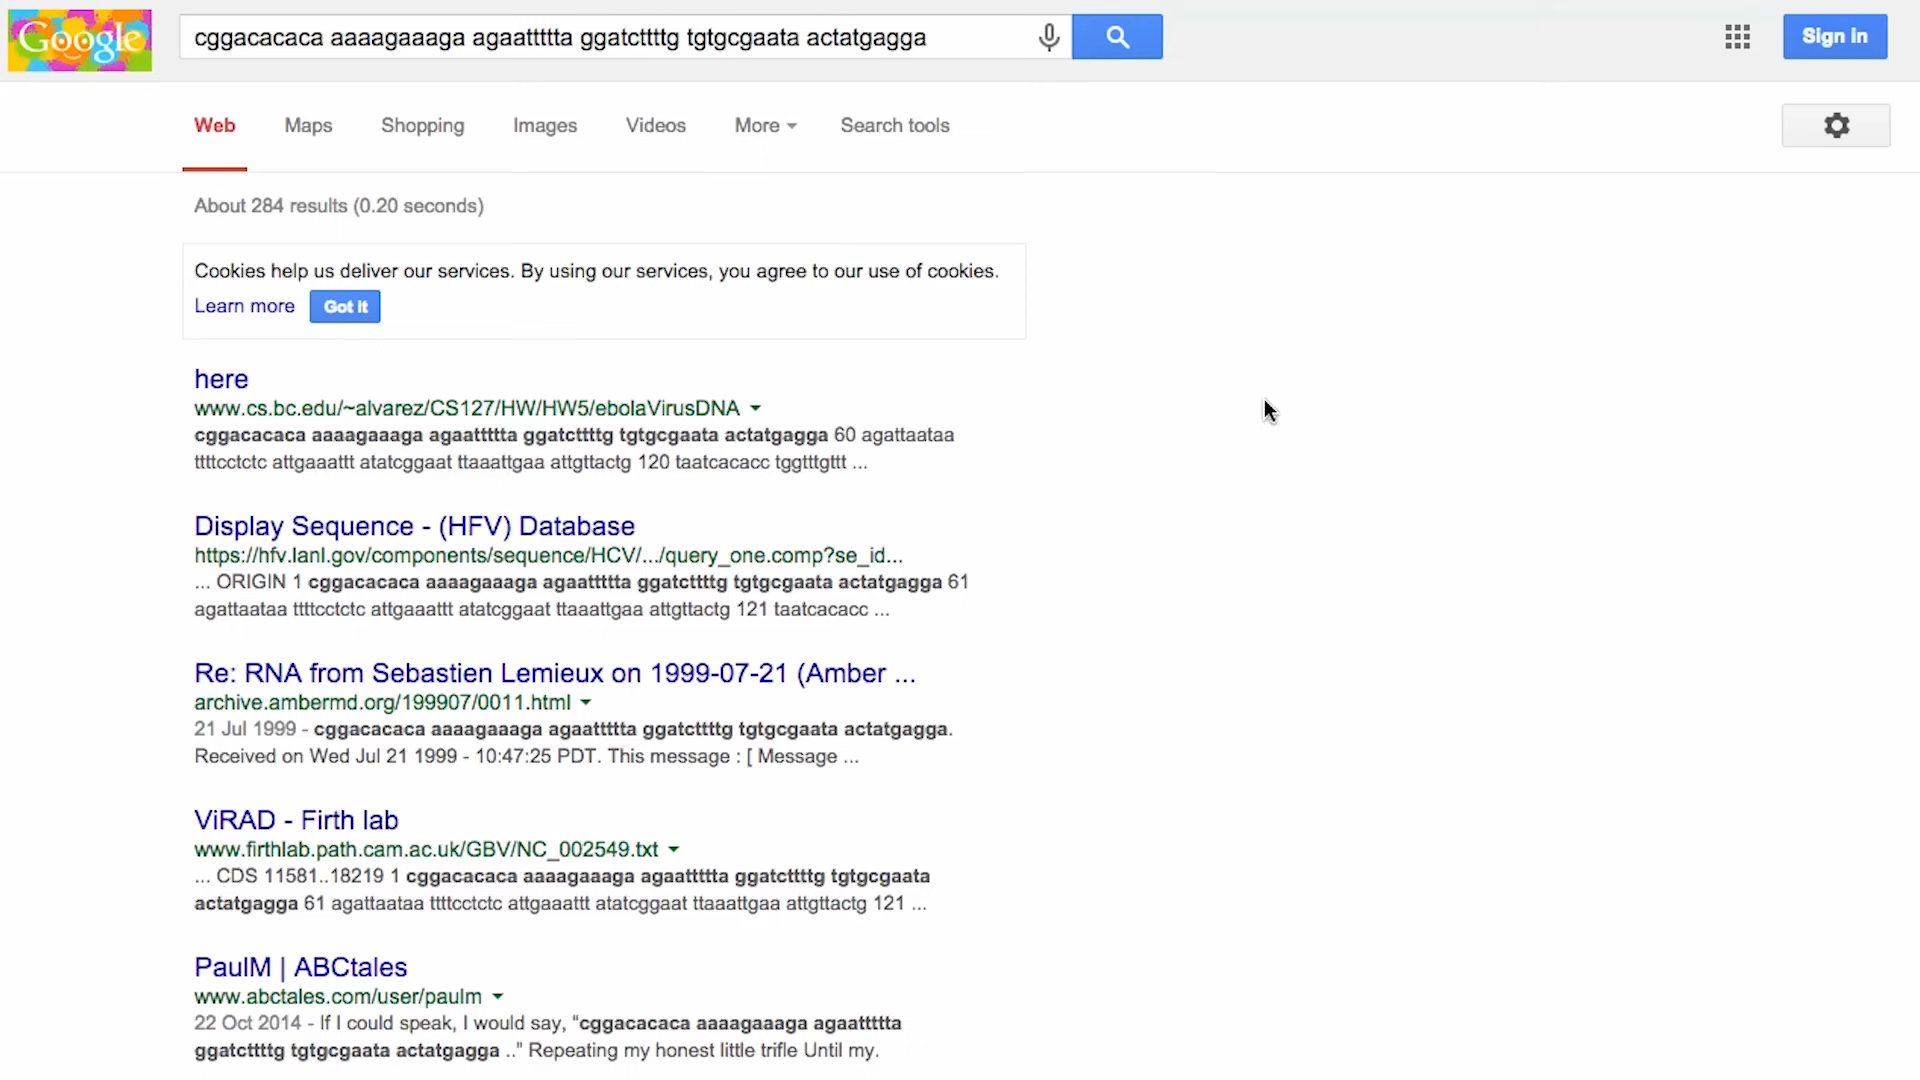 Google
cggacacaca aaaagaaaga agaattttta ggatcttttg tgtgcgaata actatgagga
Sign in
Web Maps Shopping Images Videos More Search tools
About 284 results (0.20 seconds)
Cookies help us deliver our services. By using our services, you agree to our use of cookies.
Learn more Got it
here
www.cs.bc.edu/~alvarez/CS127/HW/HW5/ebolaVirusDNA
cggacacaca aaaagaaaga agaattttta ggatcttttg tgtgcgaata actatgagga 60 agattaataa
ttttcctctc attgaaattt atatcggaat ttaaattgaa attgttactg 120 taatcacacc tggtttgttt ...
Display Sequence - (HFV) Database
https://hfv.lanl.gov/components/sequence/HCV/.../query_one.comp?se_id...
... ORIGIN 1 cggacacaca aaaagaaaga agaattttta ggatcttttg tgtgcgaata actatgagga 61
agattaataa ttttcctctc attgaaattt atatcggaat ttaaattgaa attgttactg 121 taatcacacc ...
Re: RNA from Sebastien Lemieux on 1999-07-21 (Amber ...
archive.ambermd.org/199907/0011.html
21 Jul 1999 - cggacacaca aaaagaaaga agaattttta ggatcttttg tgtgcgaata actatgagga.
Received on Wed Jul 21 1999 - 10:47:25 PDT. This message : [ Message ...
ViRAD - Firth lab
www.firthlab.path.cam.ac.uk/GBV/NC_002549.txt
... CDS 11581..18219 1 cggacacaca aaaagaaaga agaattttta ggatcttttg tgtgcgaata
actatgagga 61 agattaataa ttttcctctc attgaaattt atatcggaat ttaaattgaa attgttactg 121 ...
PaulM | ABCtales
www.abctales.com/user/paulm
22 Oct 2014 - If I could speak, I would say, "cggacacaca aaaagaaaga agaattttta
ggatcttttg tgtgcgaata actatgagga .." Repeating my honest little trifle Until my.